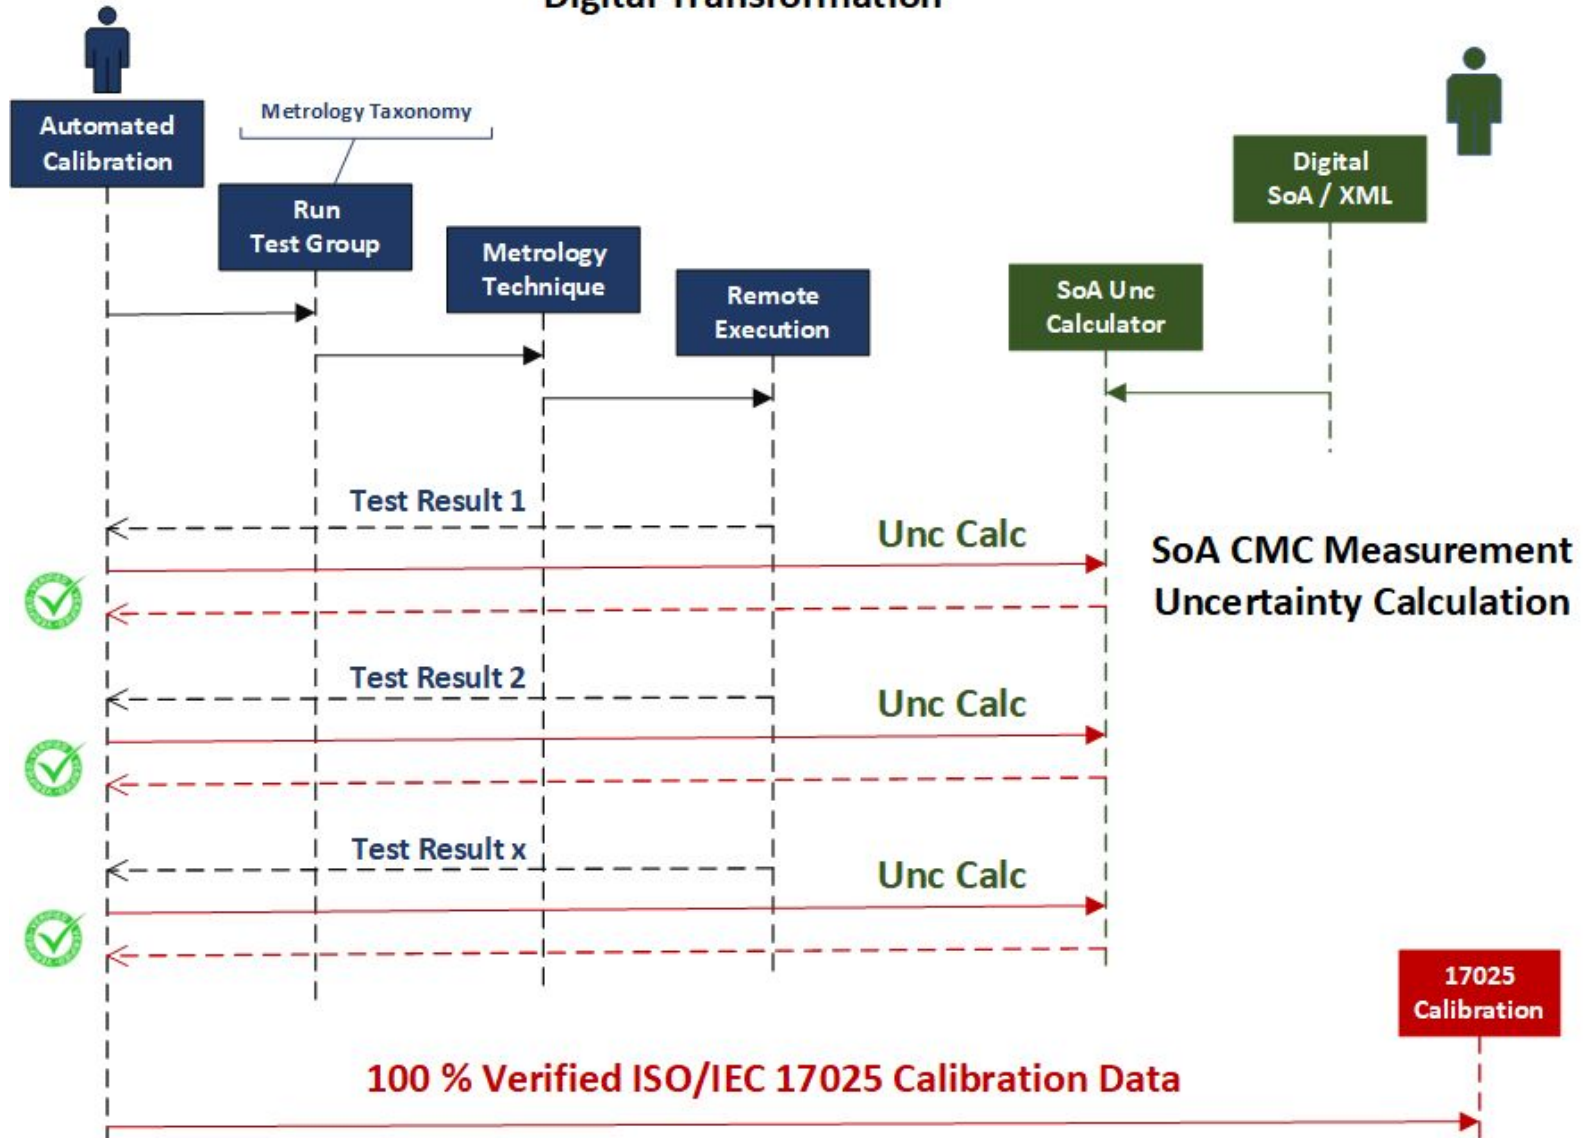 Digital Transformation
Automated
Calibration
Metrology Taxonomy
Run
Test Group
Metrology
Technique
Remote
Execution
SoA Unc
Calculator
Digital
SoA / XML
Test Result 1
Unc Calc
SoA CMC Measurement
Uncertainty Calculation
Test Result 2
Unc Calc
Test Result x
Unc Calc
17025
Calibration
100 % Verified ISO/IEC 17025 Calibration Data